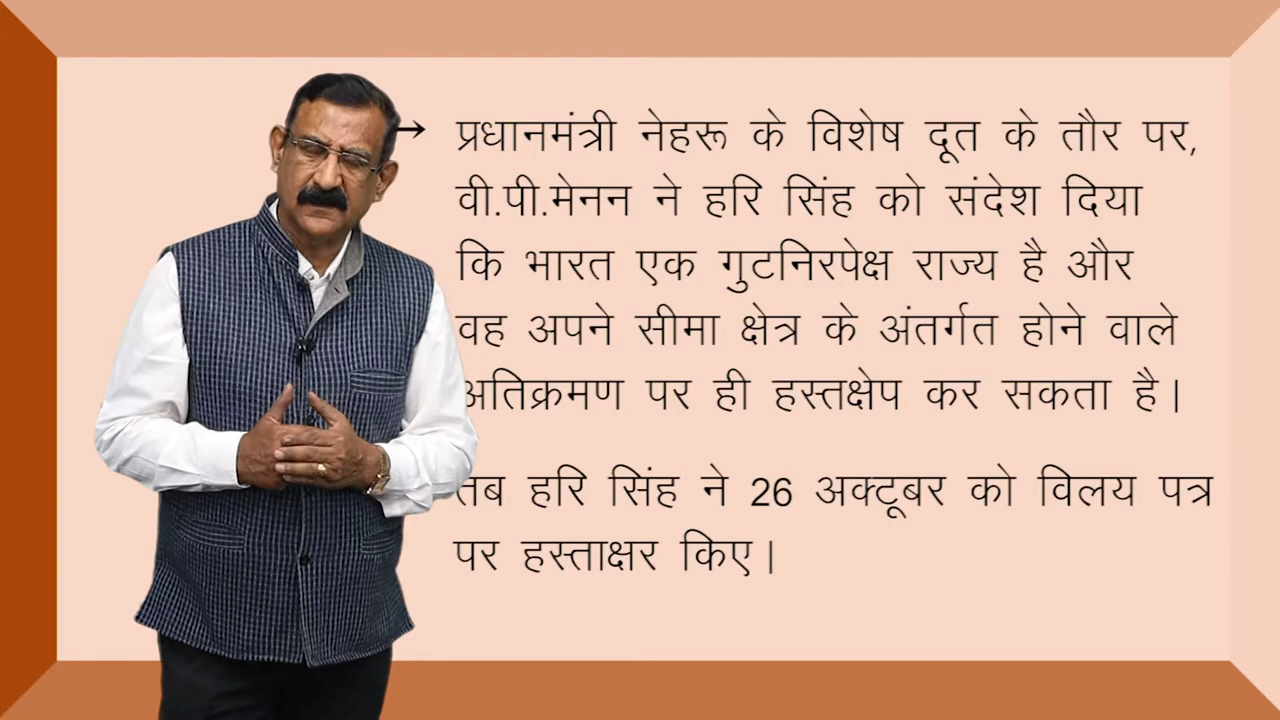 → प्रधानमंत्री नेहरू के विशेष दूत के तौर पर,
वी.पी.मेनन ने हरि सिंह को संदेश दिया
कि भारत एक गुटनिरपेक्ष राज्य है और
वह अपने सीमा क्षेत्र के अंतर्गत होने वाले
अतिक्रमण पर ही हस्तक्षेप कर सकता है।
तब हरि सिंह ने 26 अक्टूबर को विलय पत्र
पर हस्ताक्षर किए।